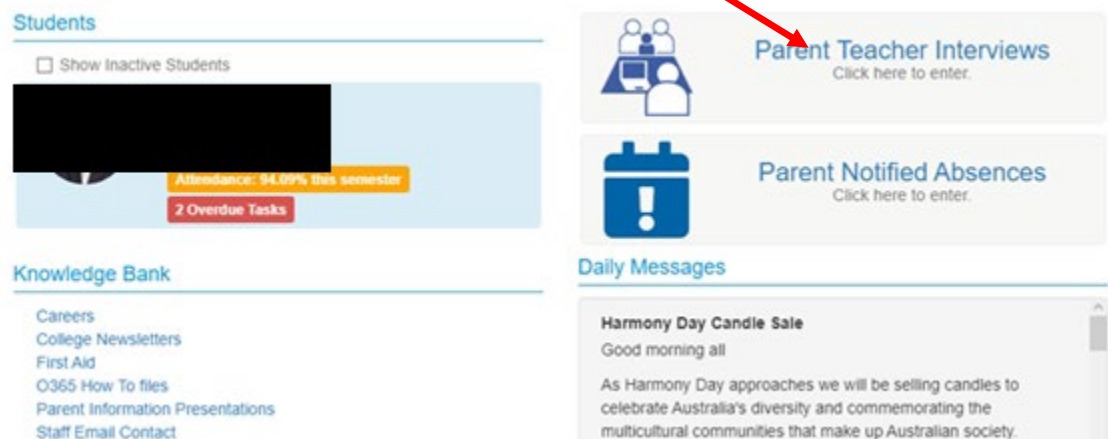 Students
Show Inactive Students
Attendance: 94.09% this semester
2 Overdue Tasks
Knowledge Bank
Careers
College Newsletters
First Aid
O365 How To files
Parent Information Presentations
Staff Email Contact
Parent Teacher Interviews
Click here to enter.
Parent Notified Absences
Click here to enter.
Daily Messages
Harmony Day Candle Sale
Good morning all
As Harmony Day approaches we will be selling candles to
celebrate Australia's diversity and commemorating the
multicultural communities that make up Australian society.